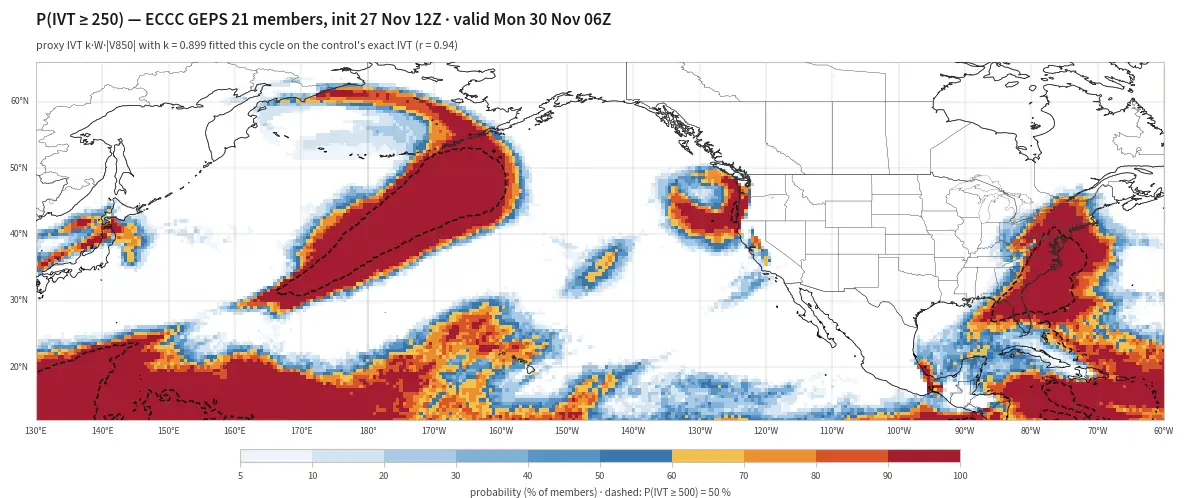 P(IVT ≥ 250) — ECCC GEPS 21 members, init 27 Nov 12Z · valid Mon 30 Nov 06Z
proxy IVT k·W·|V850| with k = 0.899 fitted this cycle on the control's exact IVT (r = 0.94)
60°N
50°N
40°N
30°N
20°N
130°E 140°E 150°E 160°E 170°E 180° 170°W 160°W 150°W 140°W 130°W 120°W 110°W 100°W 90°W 80°W 70°W 60°W
5 10 20 30 40 50 60 70 80 90 100
probability (% of members) · dashed: P(IVT ≥ 500) = 50 %